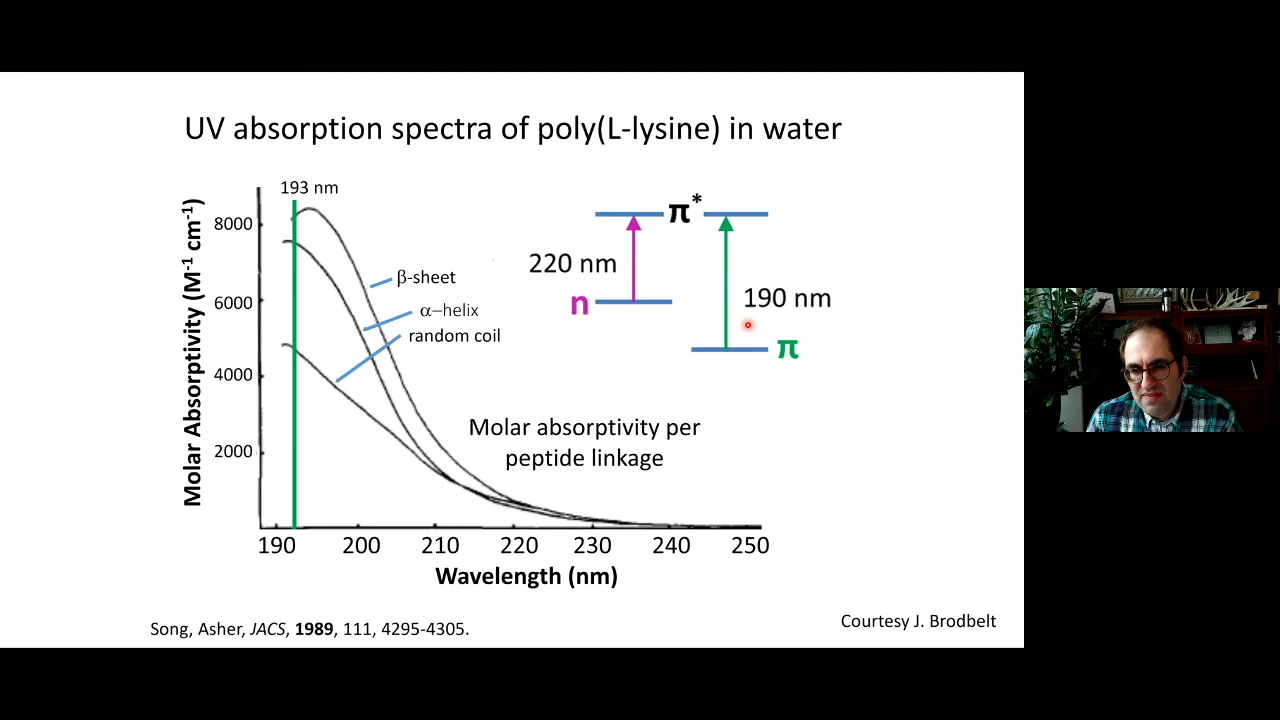 UV absorption spectra of poly(L-lysine) in water
193 nm
Molar Absorptivity (M⁻¹ cm⁻¹)
8000
6000
4000
2000
β-sheet
α−helix
random coil
π*
220 nm
n
190 nm
π
Molar absorptivity per
peptide linkage
190 200 210 220 230 240 250
Wavelength (nm)
Song, Asher, JACS, 1989, 111, 4295-4305.
Courtesy J. Brodbelt